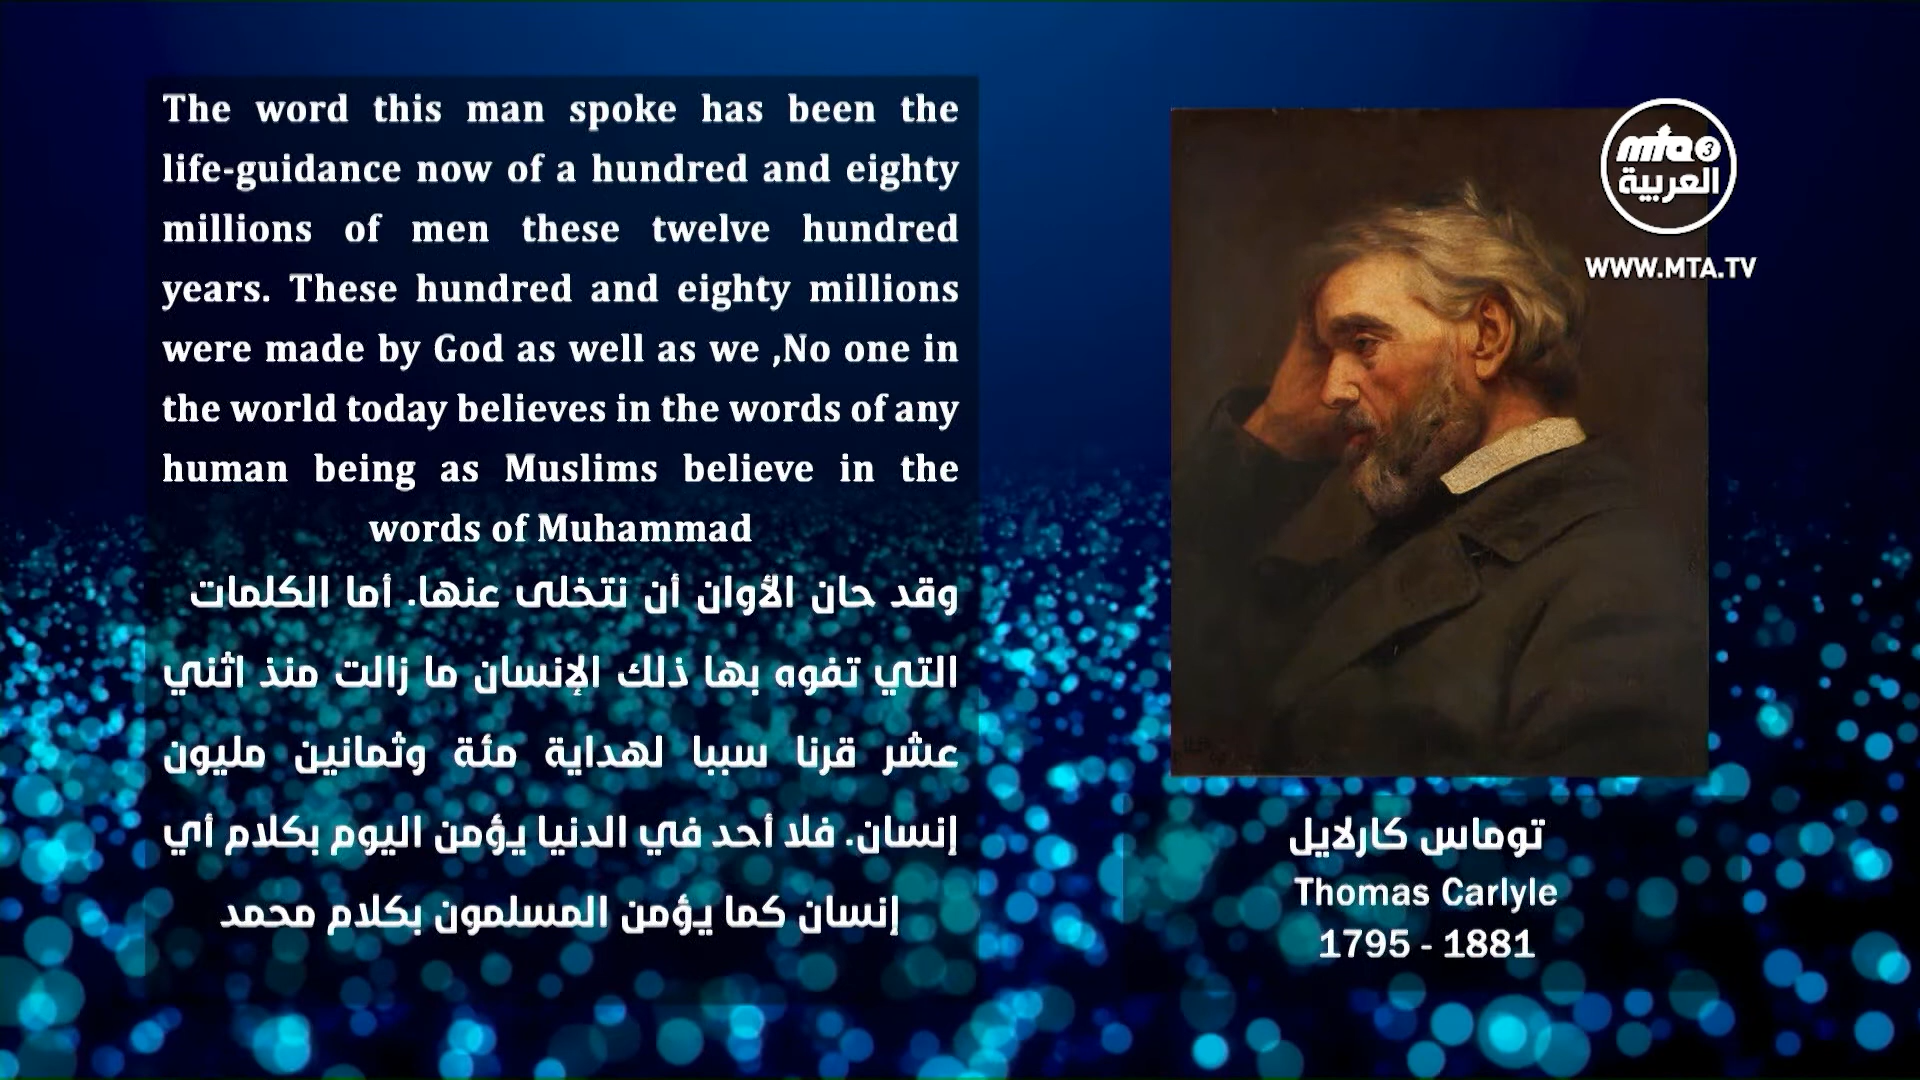 The word this man spoke has been the
life-guidance now of a hundred and eighty
millions of men these twelve hundred
years. These hundred and eighty millions
were made by God as well as we ,No one in
the world today believes in the words of any
human being as Muslims believe in the
words of Muhammad
وقد حان الأوان أن نتخلى عنها. أما الكلمات
التي تفوه بها ذلك الإنسان ما زالت منذ اثني
عشر قرنا سببا لهداية مئة وثمانين مليون
إنسان. فلا أحد في الدنيا يؤمن اليوم بكلام أي
إنسان كما يؤمن المسلمون بكلام محمد
mta3
العربية
WWW.MTA.TV
توماس كارلايل
Thomas Carlyle
1795 - 1881